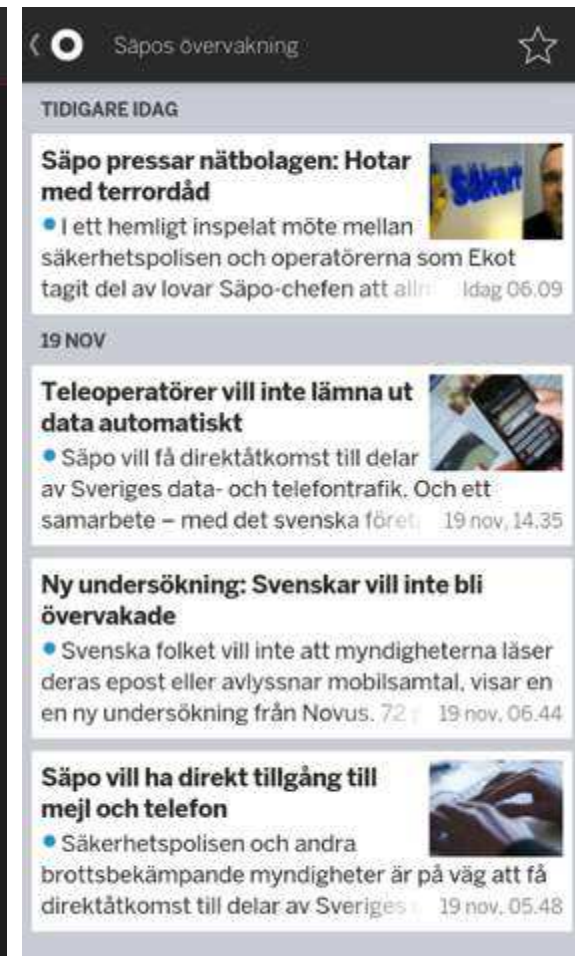 Säpos övervakning
TIDIGARE IDAG
Säpo pressar nätbolagen: Hotar
med terrordåd
I ett hemligt inspelat möte mellan
säkerhetspolisen och operatörerna som Ekot
tagit del av lovar Säpo-chefen att Idag 06.09
19 NOV
Teleoperatörer vill inte lämna ut
data automatiskt
Säpo vill få direktåtkomst till delar
av Sveriges data- och telefontrafik. Och ett
samarbete – med det svenska föret 19 nov, 14.35
Ny undersökning: Svenskar vill inte bli
övervakade
Svenska folket vill inte att myndigheterna läser
deras epost eller avlyssnar mobilsamtal, visar en
en ny undersökning från Novus. 72 19 nov, 06.44
Säpo vill ha direkt tillgång till
mejl och telefon
Säkerhetspolisen och andra
brottsbekämpande myndigheter är på väg att få
direktåtkomst till delar av Sveriges 19 nov, 05.48